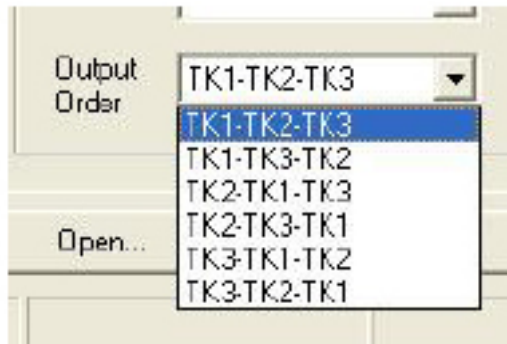 Output
Order
TK1-TK2-TK3
TK1-TK2-TK3
TK1-TK3-TK2
TK2-TK1-TK3
TK2-TK3-TK1
TK3-TK1-TK2
TK3-TK2-TK1
Open...